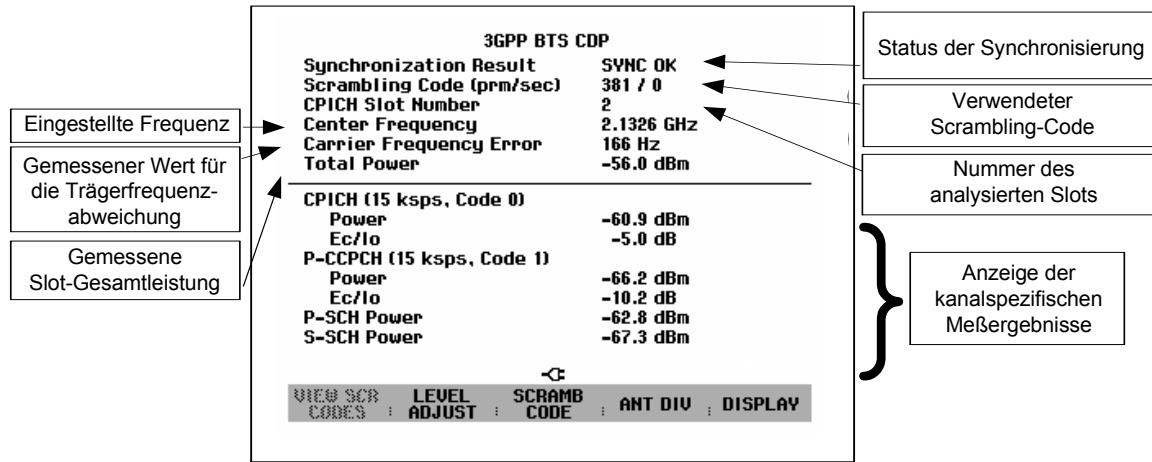 3GPP BTS CDP
Synchronization Result SYNC OK
Scrambling Code (prm/sec) 381 / 0
CPICH Slot Number 2
Center Frequency 2.1326 GHz
Carrier Frequency Error 166 Hz
Total Power -56.0 dBm
CPICH (15 ksps, Code 0)
Power -60.9 dBm
Ec/Io -5.0 dB
P-CCPCH (15 ksps, Code 1)
Power -66.2 dBm
Ec/Io -10.2 dB
P-SCH Power -62.8 dBm
S-SCH Power -67.3 dBm
VIEW SCR
CODES
LEVEL
ADJUST
SCRAMB
CODE
ANT DIV
DISPLAY
Eingestellte Frequenz
Gemessener Wert für
die Trägerfrequenz-
abweichung
Gemessene
Slot-Gesamtleistung
Status der Synchronisierung
Verwendeter
Scrambling-Code
Nummer des
analysierten Slots
Anzeige der
kanalspezifischen
Meßergebnisse